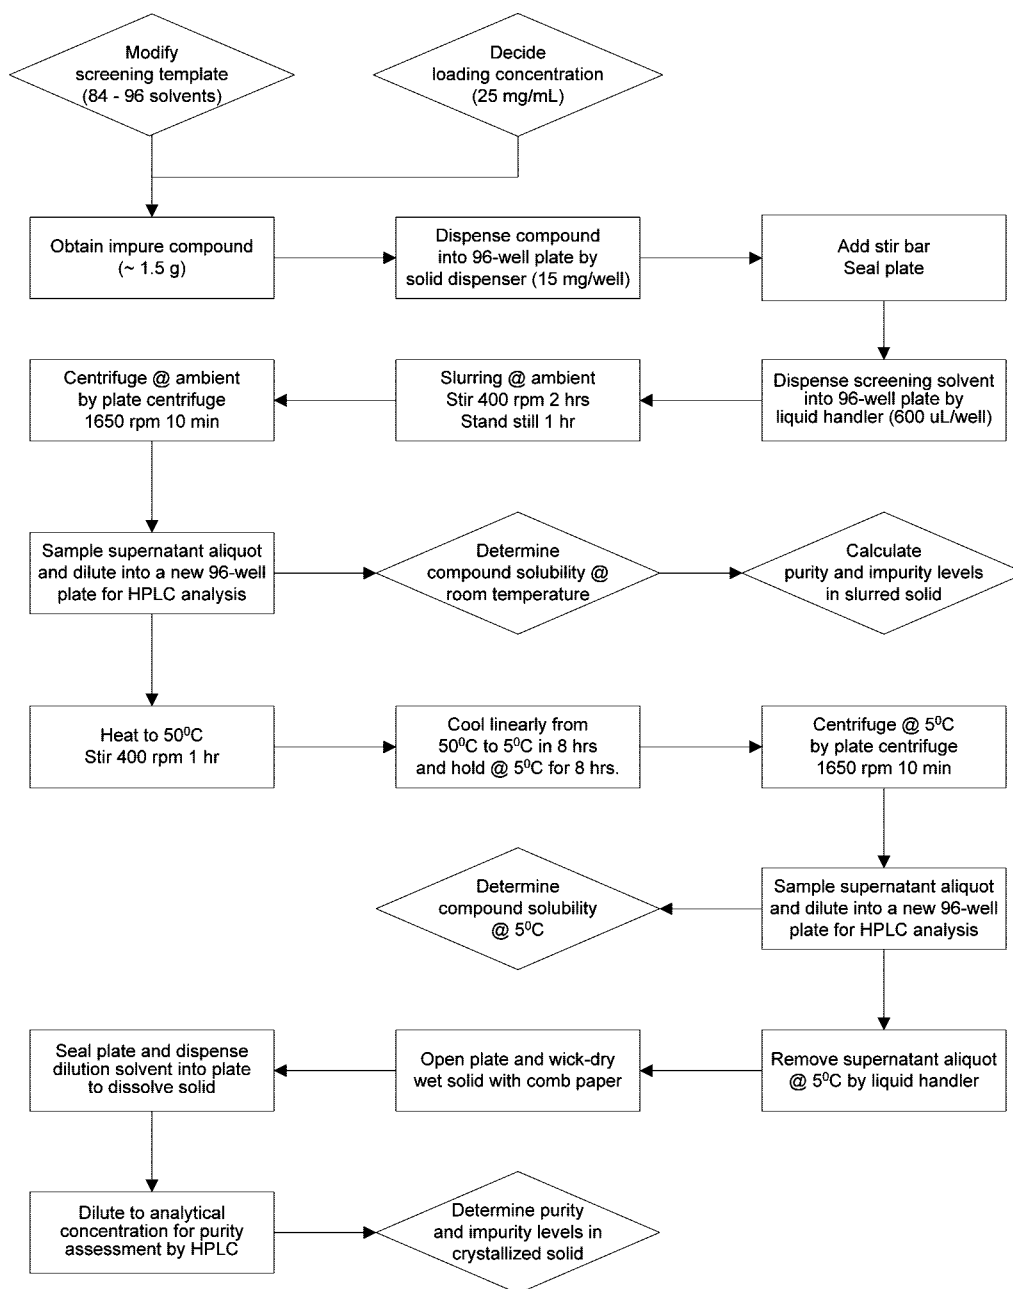 Modify
screening template
(84 - 96 solvents)
Decide
loading concentration
(25 mg/mL)
Obtain impure compound
(~ 1.5 g)
Dispense compound
into 96-well plate by
solid dispenser (15 mg/well)
Add stir bar
Seal plate
Centrifuge @ ambient
by plate centrifuge
1650 rpm 10 min
Slurring @ ambient
Stir 400 rpm 2 hrs
Stand still 1 hr
Dispense screening solvent
into 96-well plate by
liquid handler (600 uL/well)
Sample supernatant aliquot
and dilute into a new 96-well
plate for HPLC analysis
Determine
compound solubility @
room temperature
Calculate
purity and impurity levels
in slurred solid
Heat to 50⁰C
Stir 400 rpm 1 hr
Cool linearly from
50⁰C to 5⁰C in 8 hrs
and hold @ 5⁰C for 8 hrs.
Centrifuge @ 5⁰C
by plate centrifuge
1650 rpm 10 min
Determine
compound solubility
@ 5⁰C
Sample supernatant aliquot
and dilute into a new 96-well
plate for HPLC analysis
Seal plate and dispense
dilution solvent into plate
to dissolve solid
Open plate and wick-dry
wet solid with comb paper
Remove supernatant aliquot
@ 5⁰C by liquid handler
Dilute to analytical
concentration for purity
assessment by HPLC
Determine purity
and impurity levels in
crystallized solid